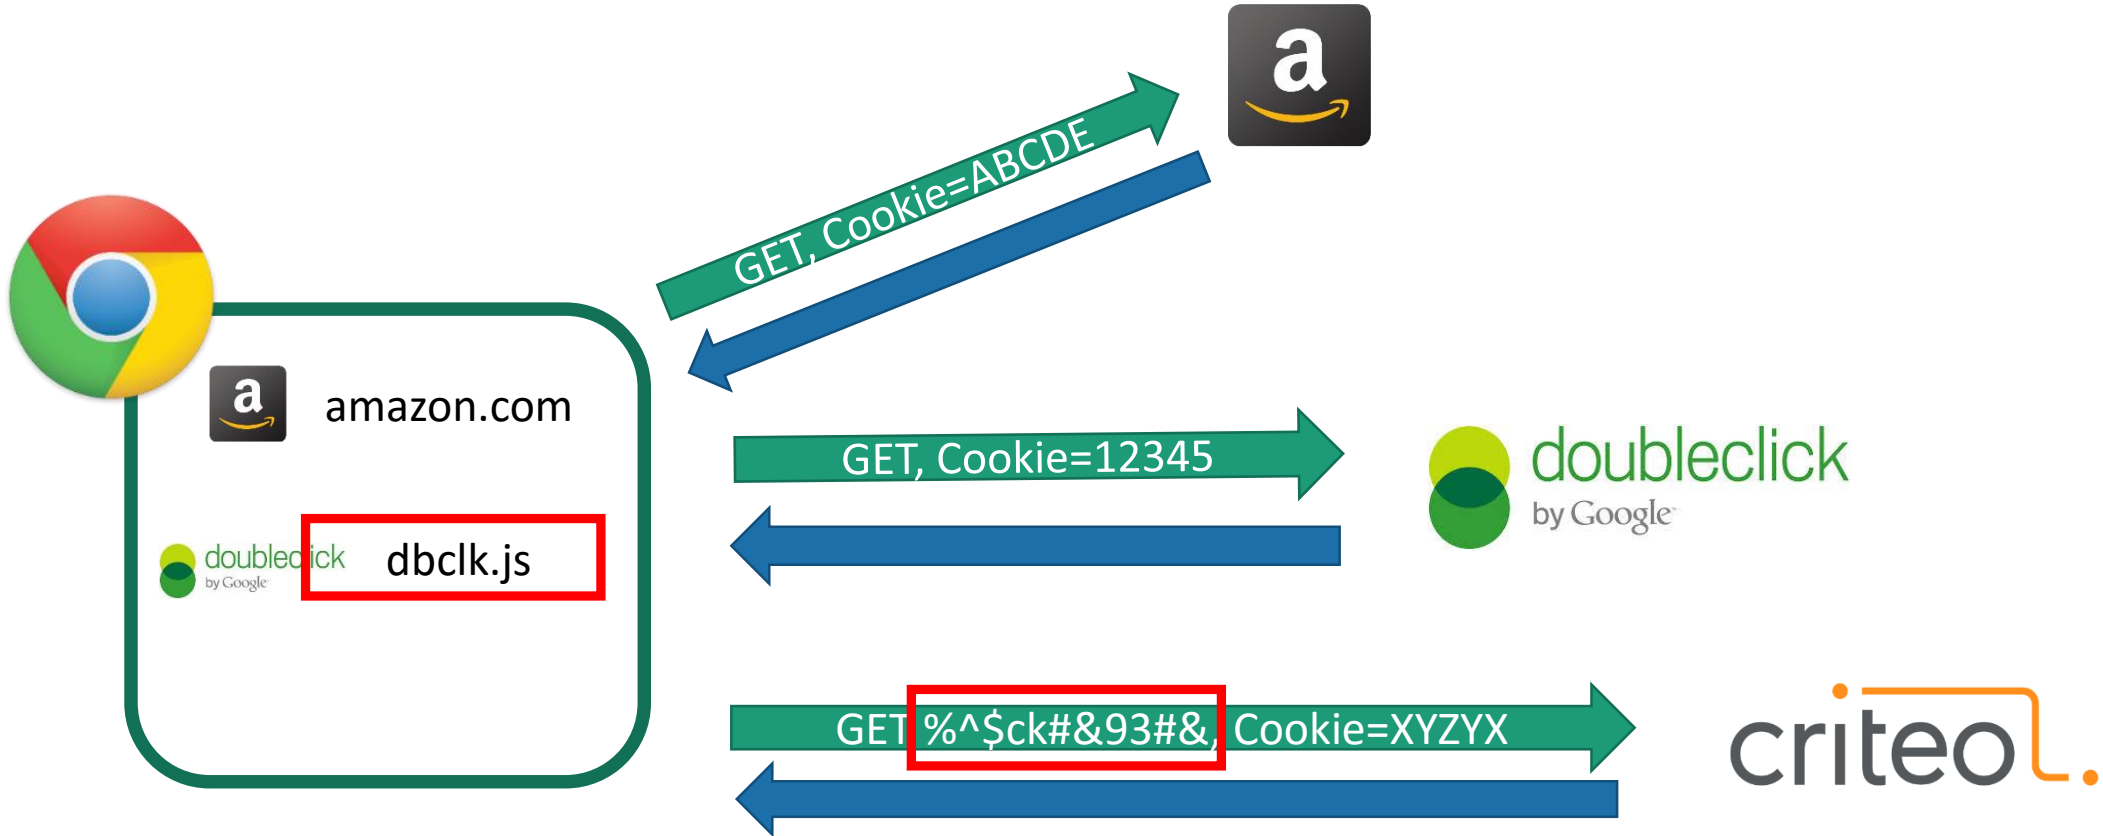 a
GET, Cookie=ABCDE
a
amazon.com
GET, Cookie=12345
doubleclick
by Google
doubleclick
by Google
dbclk.js
GET %^$ck#&93#&, Cookie=XYZYX
criteo